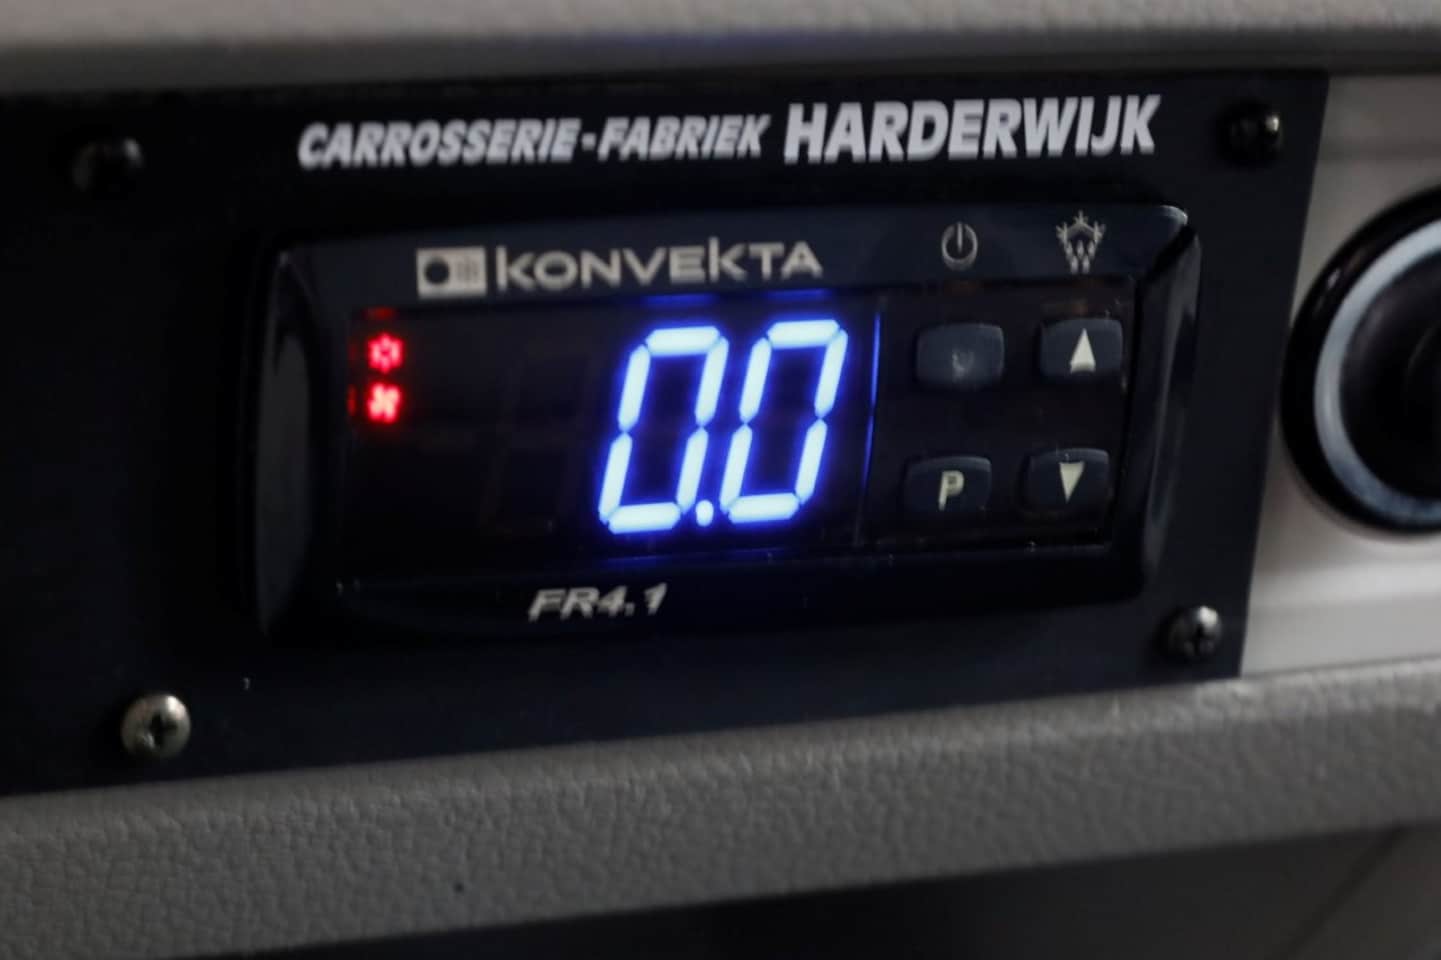 CARROSSERIE-FABRIEK HARDERWIJK
KONVEKTA
0.0
P
FR4.1